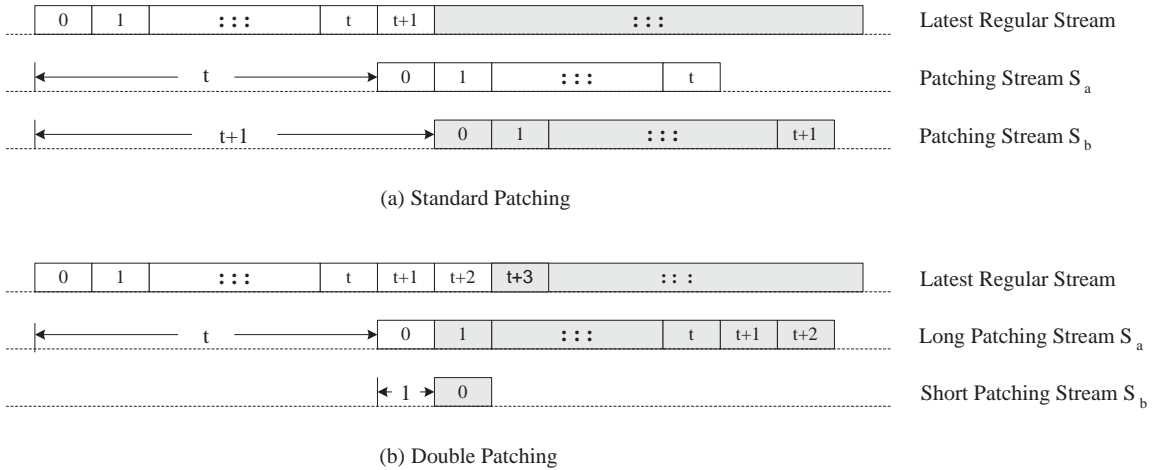 0 1 ::: t t+1 ::: Latest Regular Stream
t 0 1 ::: t Patching Stream S a
t+1 0 1 ::: t+1 Patching Stream S b
(a) Standard Patching
0 1 ::: t t+1 t+2 t+3 ::: Latest Regular Stream
t 0 1 ::: t t+1 t+2 Long Patching Stream S a
1 0 Short Patching Stream S b
(b) Double Patching